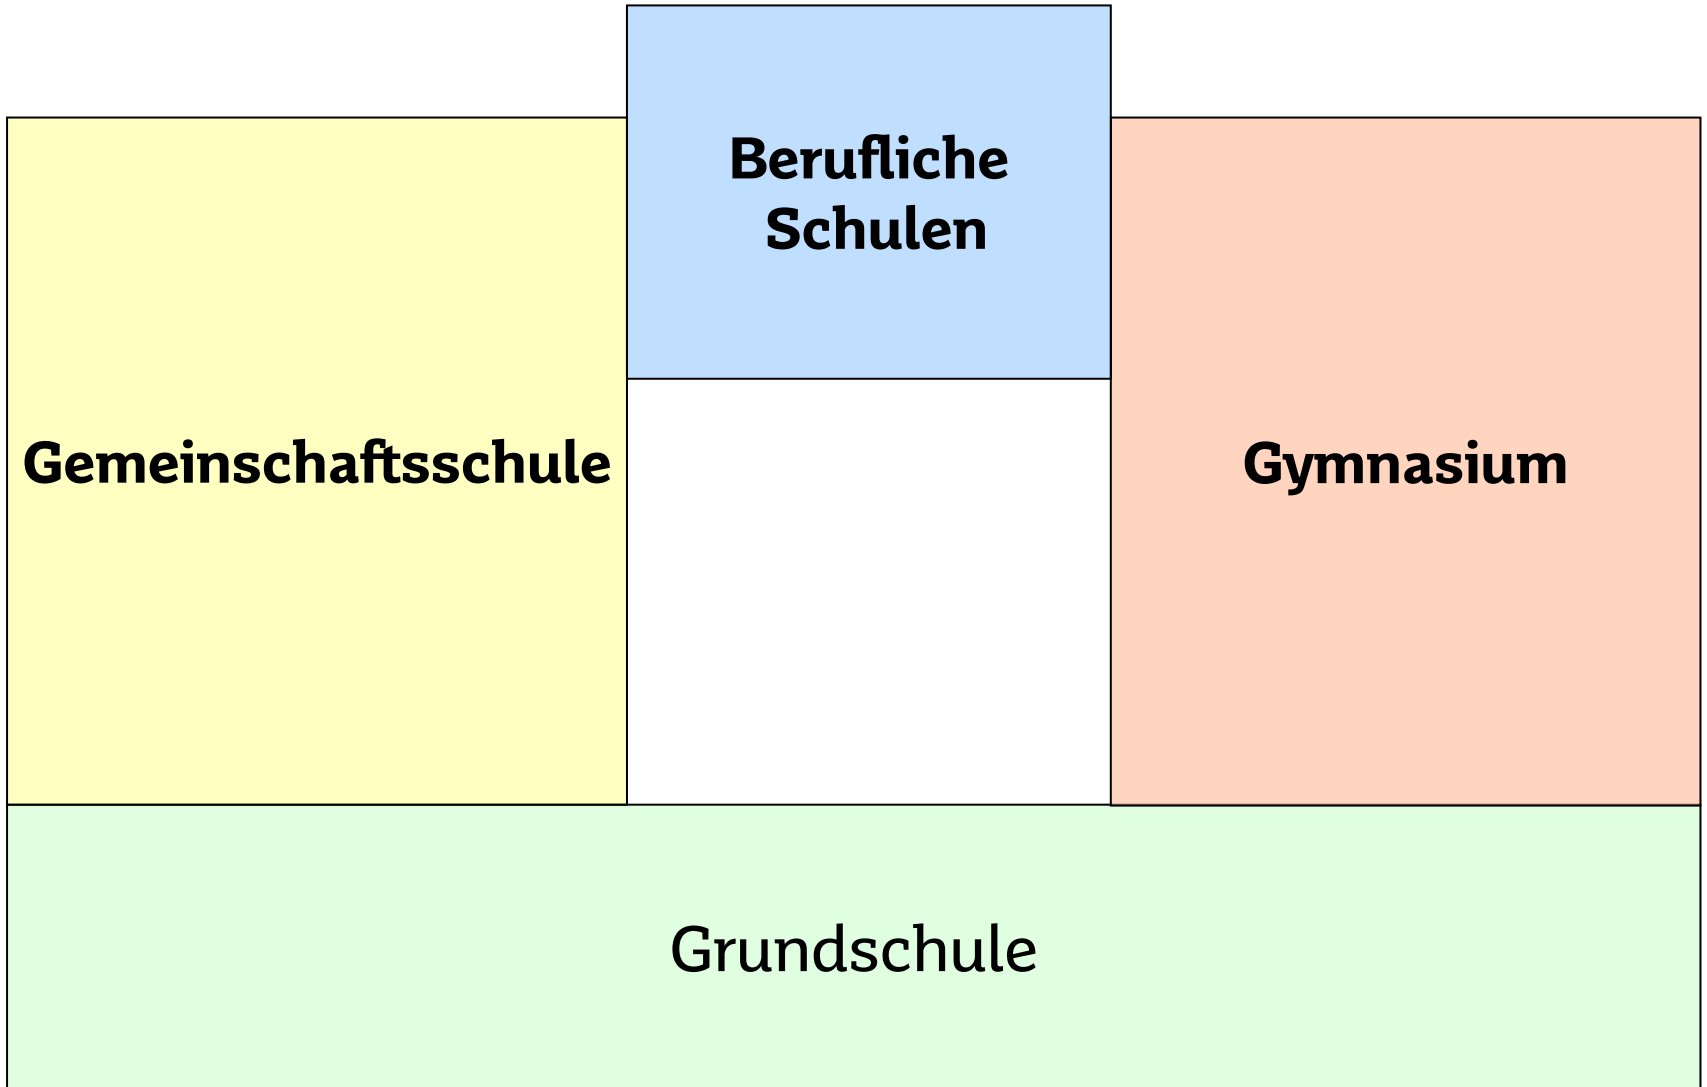 Berufliche
Schulen
Gemeinschaftsschule
Gymnasium
Grundschule